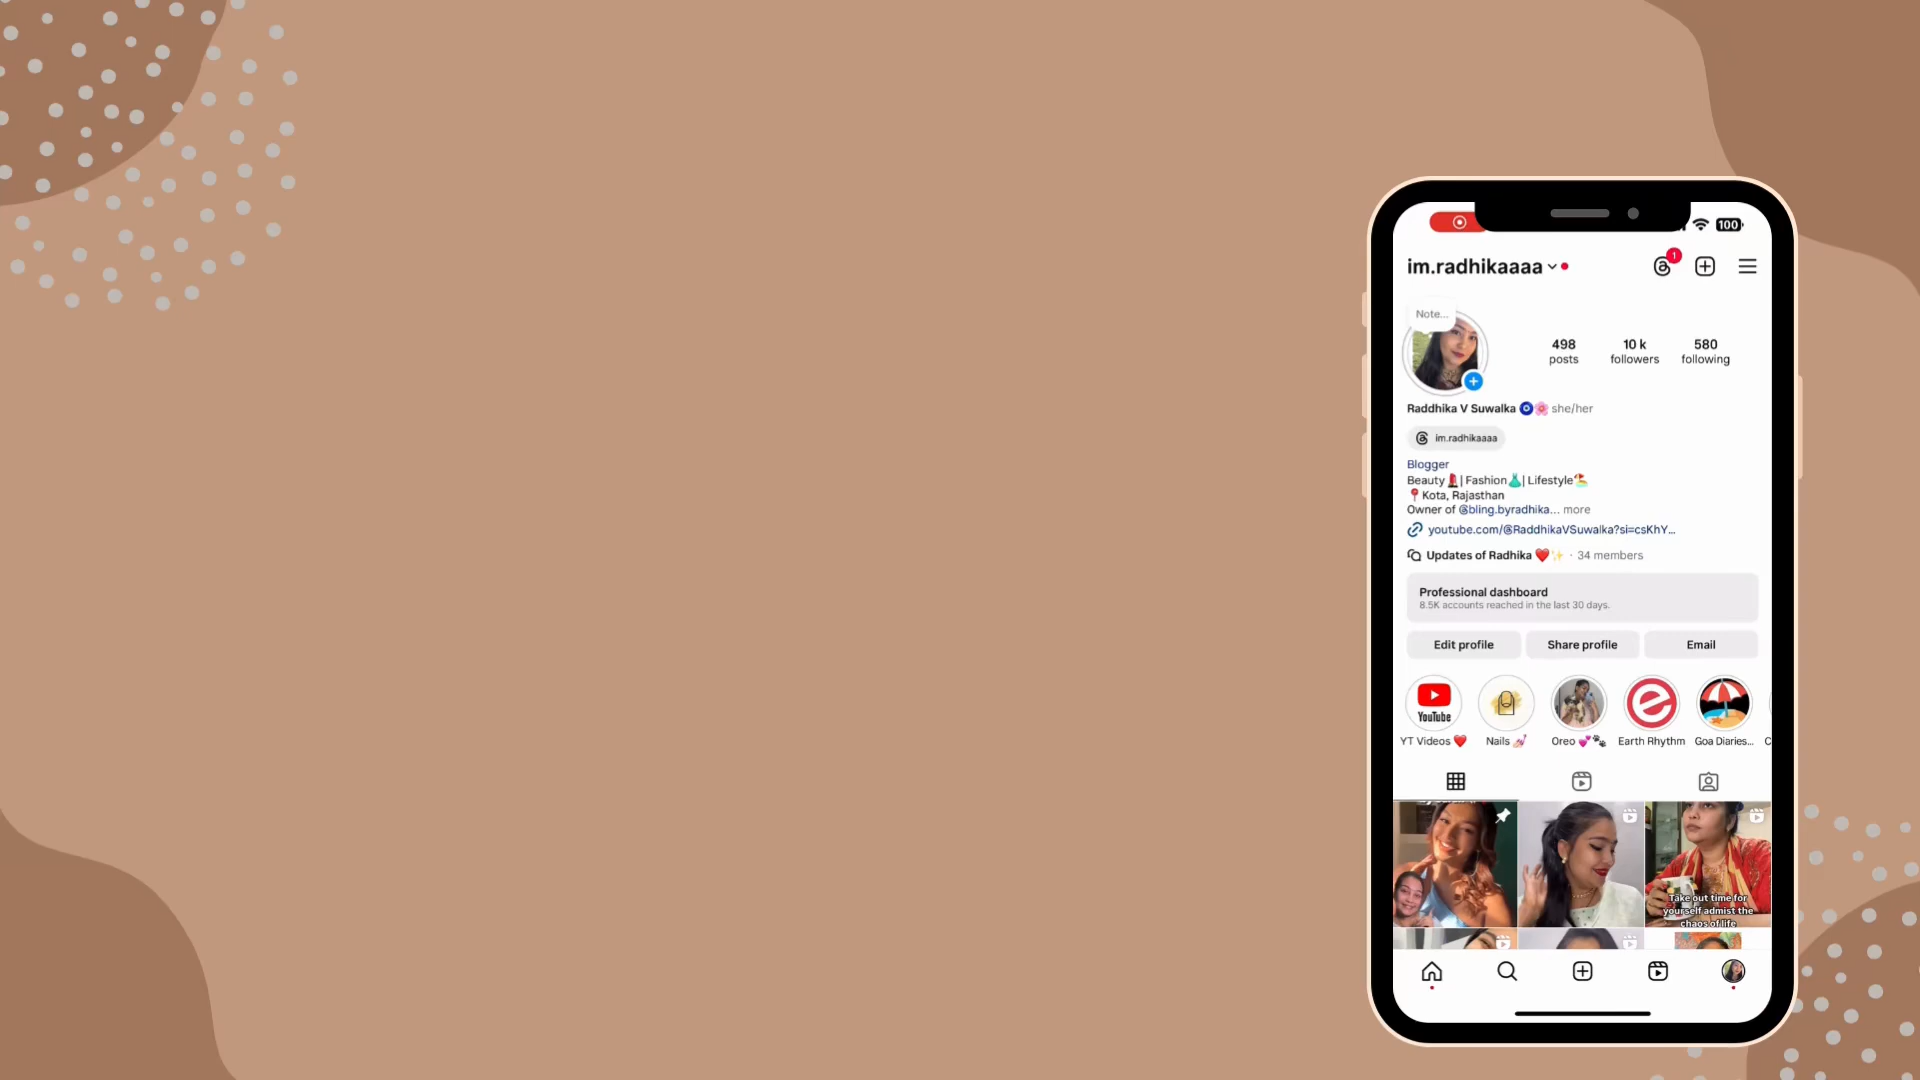 100
im.radhikaaaa
1
Note...
498 posts
10 k followers
580 following
Raddhika V Suwalka 🧿🌸 she/her
im.radhikaaaa
Blogger
Beauty💄| Fashion👗| Lifestyle🏖️
📍Kota, Rajasthan
Owner of @bling.byradhika... more
youtube.com/@RaddhikaVSuwalka?si=csKhY...
Updates of Radhika ❤️✨ · 34 members
Professional dashboard
8.5K accounts reached in the last 30 days.
Edit profile
Share profile
Email
YouTube
YT Videos ❤️
Nails 💅
Oreo 💕🐾
Earth Rhythm
Goa Diaries...
C
Take out time for
yourself admist the
chaos of life